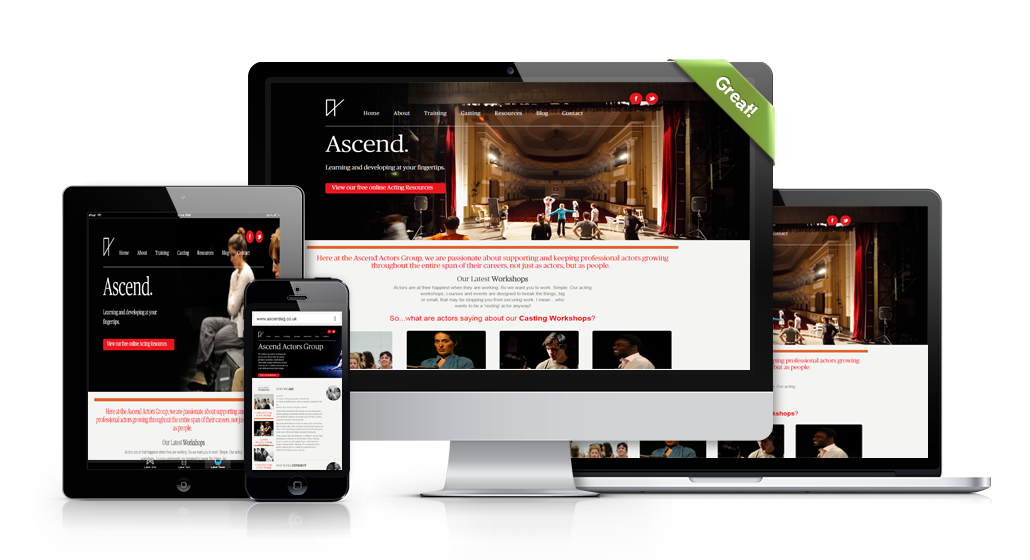 Great!
Home About Training Casting Resources Blog Contact
Ascend.
Learning and developing at your fingertips.
View our free online Acting Resources
Here at the Ascend Actors Group, we are passionate about supporting and keeping professional actors growing
throughout the entire span of their careers, not just as actors, but as people.
Our Latest Workshops
Actors are at their happiest when they are working. So we want you to work. Simple. Our acting
workshops, courses and events are designed to tweak the things, big
or small, that may be stopping you from securing work. I mean... who
wants to be a 'resting' actor anyway!
So...what are actors saying about our Casting Workshops?
iPad
Home About Training Casting Resources Blog Contact
Ascend.
Learning and developing at your
fingertips.
View our free online Acting Resources
Here at the Ascend Actors Group, we are passionate about supporting and
professional actors growing throughout the entire span of their careers, not just
as people.
Our Latest Workshops
www.ascendag.co.uk
Ascend Actors Group
professional actors growing
as people.
acting